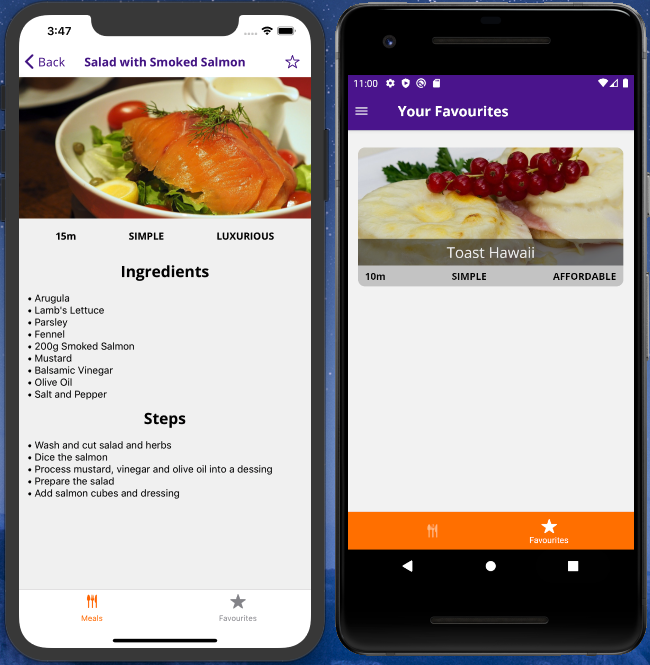 3:47
Back
Salad with Smoked Salmon
15m SIMPLE LUXURIOUS
Ingredients
• Arugula
• Lamb's Lettuce
• Parsley
• Fennel
• 200g Smoked Salmon
• Mustard
• Balsamic Vinegar
• Olive Oil
• Salt and Pepper
Steps
• Wash and cut salad and herbs
• Dice the salmon
• Process mustard, vinegar and olive oil into a dessing
• Prepare the salad
• Add salmon cubes and dressing
Meals Favourites
11:00
Your Favourites
Toast Hawaii
10m SIMPLE AFFORDABLE
Favourites